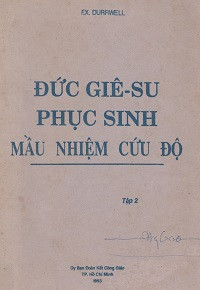 FX. DURRWELL
ĐỨC GIÊ-SU
PHỤC SINH
MẦU NHIỆM CỨU ĐỘ
Tập 2
Uỷ Ban Đoàn Kết Công Giáo
TP. Hồ Chí Minh